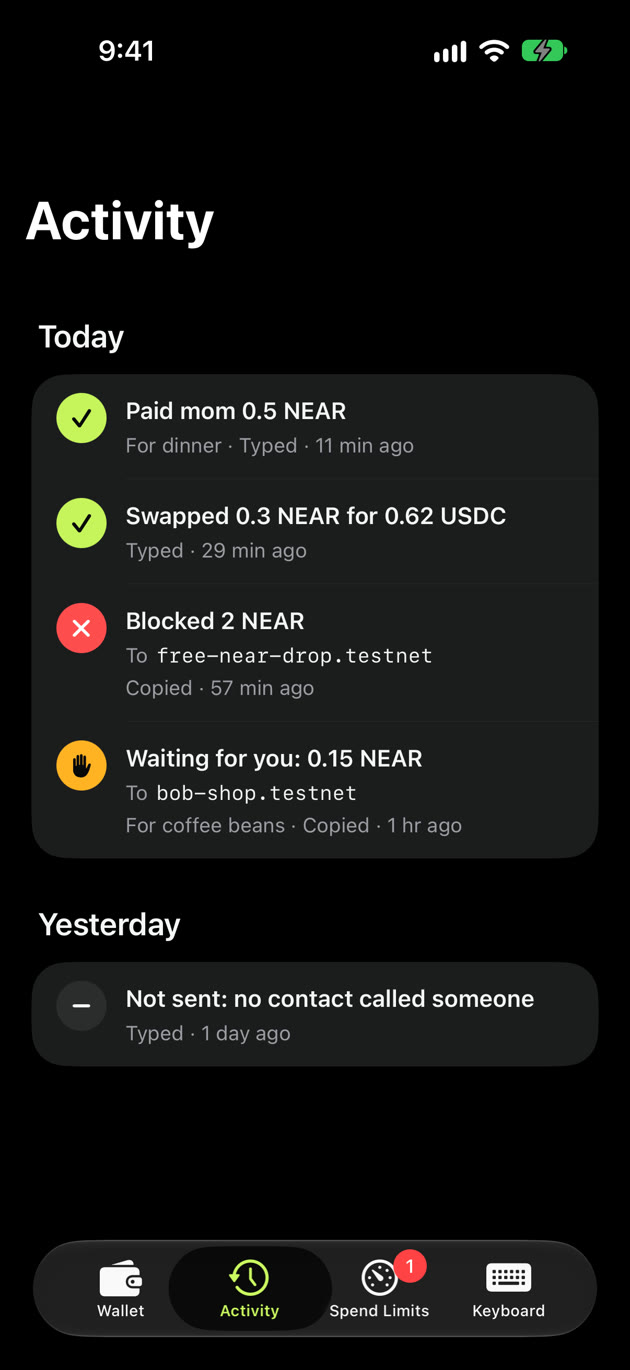 9:41
Activity
Today
Paid mom 0.5 NEAR
For dinner · Typed · 11 min ago
Swapped 0.3 NEAR for 0.62 USDC
Typed · 29 min ago
Blocked 2 NEAR
To free-near-drop.testnet
Copied · 57 min ago
Waiting for you: 0.15 NEAR
To bob-shop.testnet
For coffee beans · Copied · 1 hr ago
Yesterday
Not sent: no contact called someone
Typed · 1 day ago
1
Wallet Activity Spend Limits Keyboard